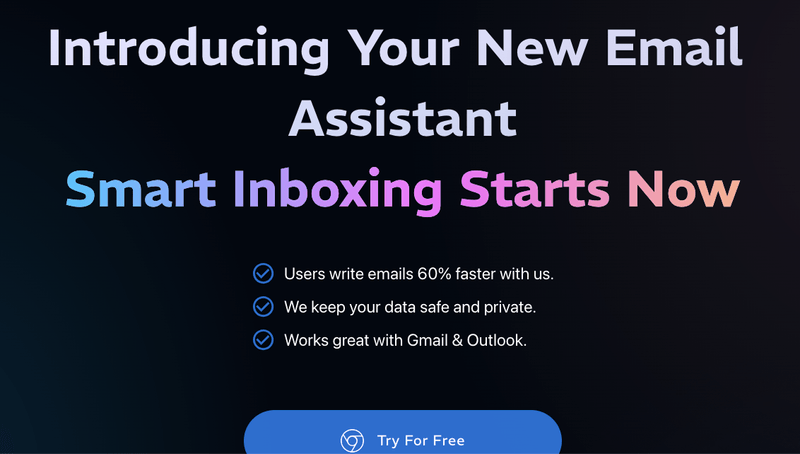 Introducing Your New Email
Assistant
Smart Inboxing Starts Now
Users write emails 60% faster with us.
We keep your data safe and private.
Works great with Gmail & Outlook.
Try For Free